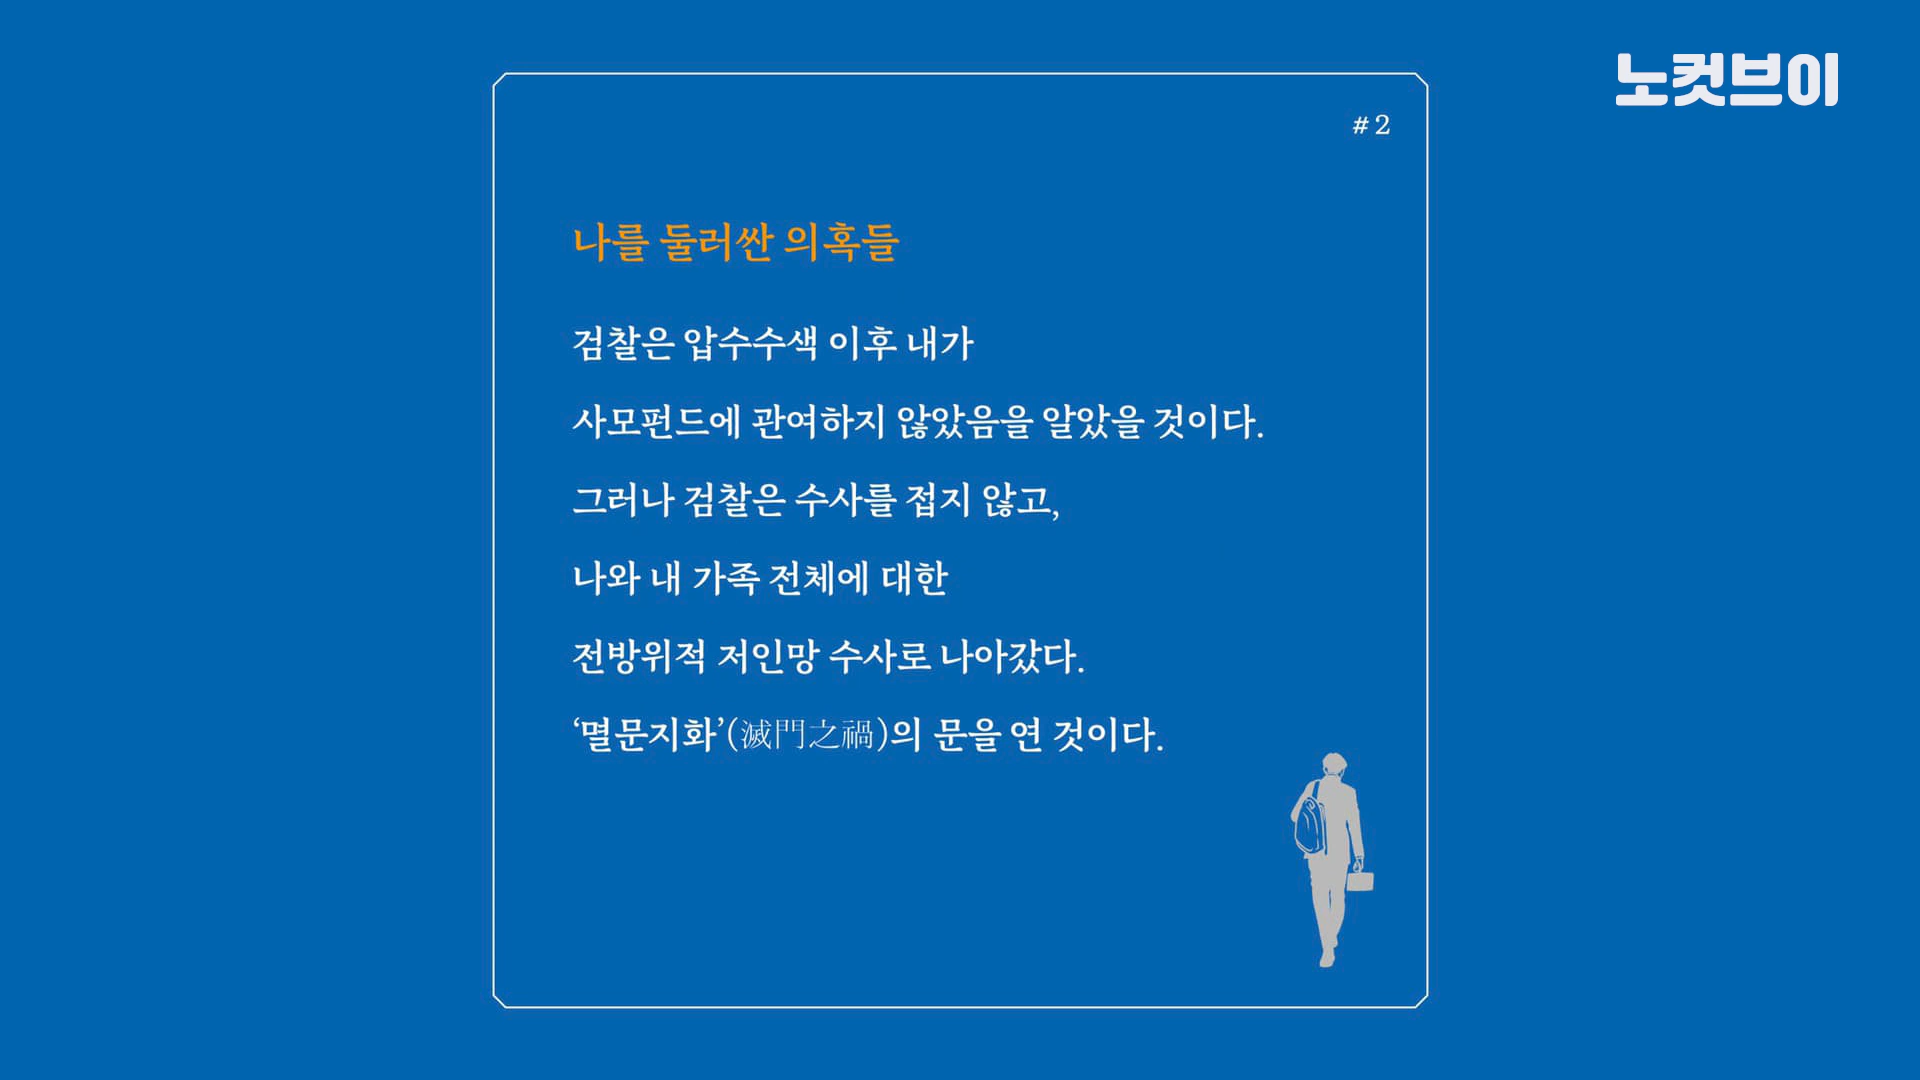 노컷브이
#2
나를 둘러싼 의혹들
검찰은 압수수색 이후 내가
사모펀드에 관여하지 않았음을 알았을 것이다.
그러나 검찰은 수사를 접지 않고,
나와 내 가족 전체에 대한
전방위적 저인망 수사로 나아갔다.
‘멸문지화’(滅門之禍)의 문을 연 것이다.